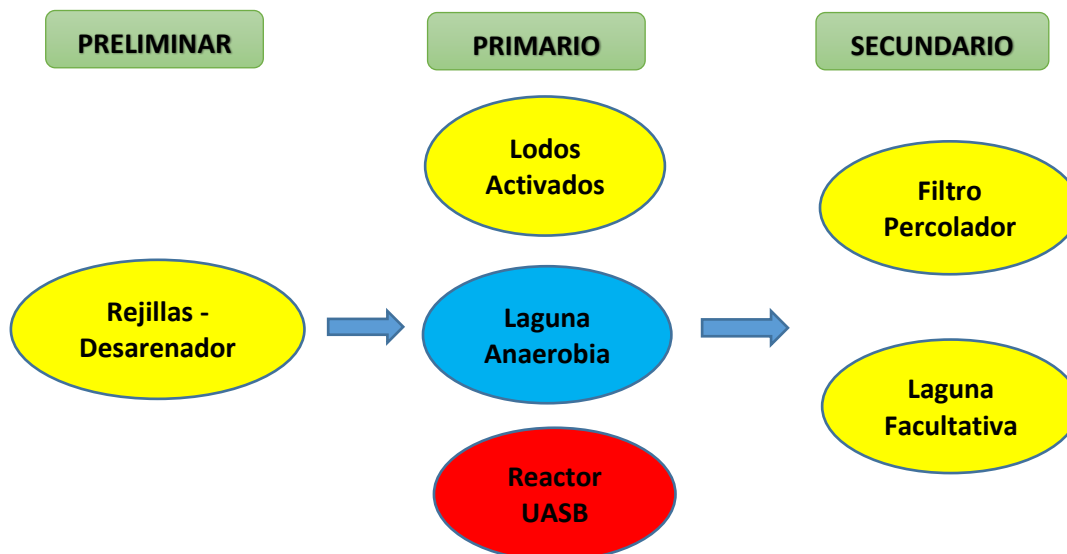 PRELIMINAR
PRIMARIO
SECUNDARIO
Rejillas -
Desarenador
Lodos
Activados
Laguna
Anaerobia
Reactor
UASB
Filtro
Percolador
Laguna
Facultativa